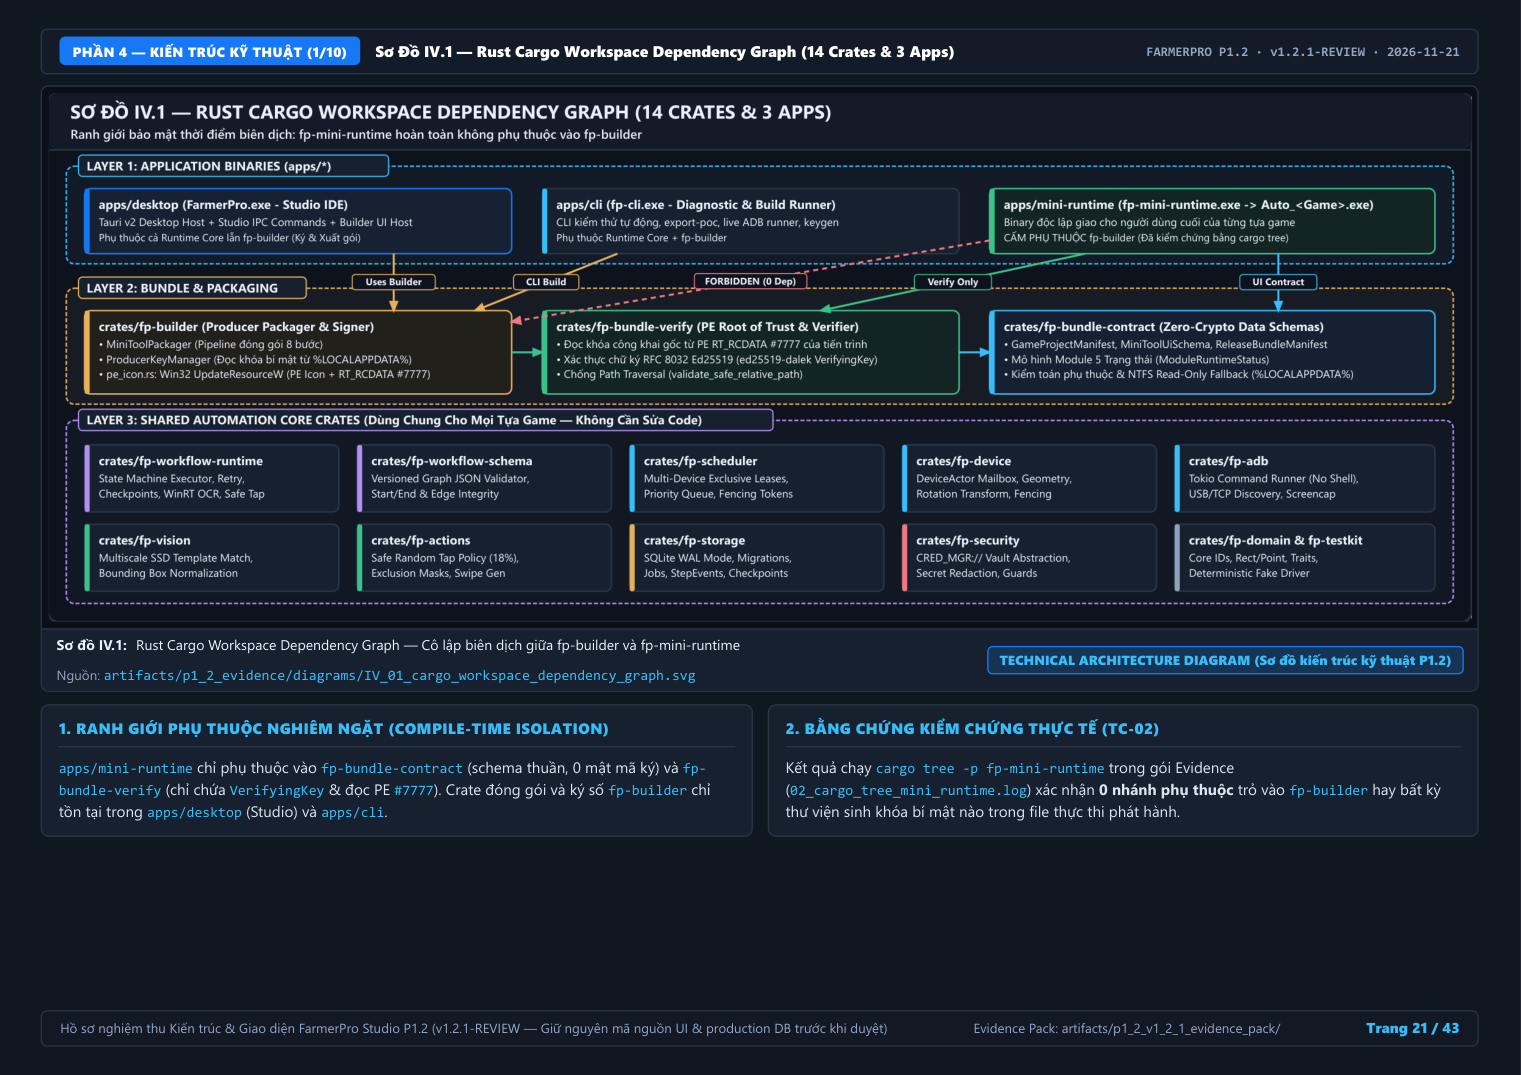 PHẦN 4 — KIẾN TRÚC KỸ THUẬT (1/10)
Sơ Đồ IV.1 — Rust Cargo Workspace Dependency Graph (14 Crates & 3 Apps)
FARMERPRO P1.2 · v1.2.1-REVIEW · 2026-11-21
SƠ ĐỒ IV.1 — RUST CARGO WORKSPACE DEPENDENCY GRAPH (14 CRATES & 3 APPS)
Ranh giới bảo mật thời điểm biên dịch: fp-mini-runtime hoàn toàn không phụ thuộc vào fp-builder
LAYER 1: APPLICATION BINARIES (apps/*)
apps/desktop (FarmerPro.exe - Studio IDE)
Tauri v2 Desktop Host + Studio IPC Commands + Builder UI Host
Phụ thuộc cả Runtime Core lẫn fp-builder (Ký & Xuất gói)
apps/cli (fp-cli.exe - Diagnostic & Build Runner)
CLI kiểm thử tự động, export-poc, live ADB runner, keygen
Phụ thuộc Runtime Core + fp-builder
apps/mini-runtime (fp-mini-runtime.exe -> Auto_<Game>.exe)
Binary độc lập giao cho người dùng cuối của từng tựa game
CẤM PHỤ THUỘC fp-builder (Đã kiểm chứng bằng cargo tree)
Uses Builder
CLI Build
FORBIDDEN (0 Dep)
Verify Only
UI Contract
LAYER 2: BUNDLE & PACKAGING
crates/fp-builder (Producer Packager & Signer)
• MiniToolPackager (Pipeline đóng gói 8 bước)
• ProducerKeyManager (Đọc khóa bí mật từ %LOCALAPPDATA%)
• pe_icon.rs: Win32 UpdateResourceW (PE Icon + RT_RCDATA #7777)
crates/fp-bundle-verify (PE Root of Trust & Verifier)
• Đọc khóa công khai gốc từ PE RT_RCDATA #7777 của tiến trình
• Xác thực chữ ký RFC 8032 Ed25519 (ed25519-dalek VerifyingKey)
• Chống Path Traversal (validate_safe_relative_path)
crates/fp-bundle-contract (Zero-Crypto Data Schemas)
• GameProjectManifest, MiniToolUiSchema, ReleaseBundleManifest
• Mô hình Module 5 Trạng thái (ModuleRuntimeStatus)
• Kiểm toán phụ thuộc & NTFS Read-Only Fallback (%LOCALAPPDATA%)
LAYER 3: SHARED AUTOMATION CORE CRATES (Dùng Chung Cho Mọi Tựa Game — Không Cần Sửa Code)
crates/fp-workflow-runtime
State Machine Executor, Retry,
Checkpoints, WinRT OCR, Safe Tap
crates/fp-workflow-schema
Versioned Graph JSON Validator,
Start/End & Edge Integrity
crates/fp-scheduler
Multi-Device Exclusive Leases,
Priority Queue, Fencing Tokens
crates/fp-device
DeviceActor Mailbox, Geometry,
Rotation Transform, Fencing
crates/fp-adb
Tokio Command Runner (No Shell),
USB/TCP Discovery, Screencap
crates/fp-vision
Multiscale SSD Template Match,
Bounding Box Normalization
crates/fp-actions
Safe Random Tap Policy (18%),
Exclusion Masks, Swipe Gen
crates/fp-storage
SQLite WAL Mode, Migrations,
Jobs, StepEvents, Checkpoints
crates/fp-security
CRED_MGR:// Vault Abstraction,
Secret Redaction, Guards
crates/fp-domain & fp-testkit
Core IDs, Rect/Point, Traits,
Deterministic Fake Driver
Sơ đồ IV.1: Rust Cargo Workspace Dependency Graph — Cô lập biên dịch giữa fp-builder và fp-mini-runtime
Nguồn: artifacts/p1_2_evidence/diagrams/IV_01_cargo_workspace_dependency_graph.svg
TECHNICAL ARCHITECTURE DIAGRAM (Sơ đồ kiến trúc kỹ thuật P1.2)
1. RANH GIỚI PHỤ THUỘC NGHIÊM NGẶT (COMPILE-TIME ISOLATION)
apps/mini-runtime chỉ phụ thuộc vào fp-bundle-contract (schema thuần, 0 mật mã ký) và fp-
bundle-verify (chỉ chứa VerifyingKey & đọc PE #7777). Crate đóng gói và ký số fp-builder chỉ
tồn tại trong apps/desktop (Studio) và apps/cli.
2. BẰNG CHỨNG KIỂM CHỨNG THỰC TẾ (TC-02)
Kết quả chạy cargo tree -p fp-mini-runtime trong gói Evidence
(02_cargo_tree_mini_runtime.log) xác nhận 0 nhánh phụ thuộc trỏ vào fp-builder hay bất kỳ
thư viện sinh khóa bí mật nào trong file thực thi phát hành.
Hồ sơ nghiệm thu Kiến trúc & Giao diện FarmerPro Studio P1.2 (v1.2.1-REVIEW — Giữ nguyên mã nguồn UI & production DB trước khi duyệt)
Evidence Pack: artifacts/p1_2_v1_2_1_evidence_pack/
Trang 21 / 43